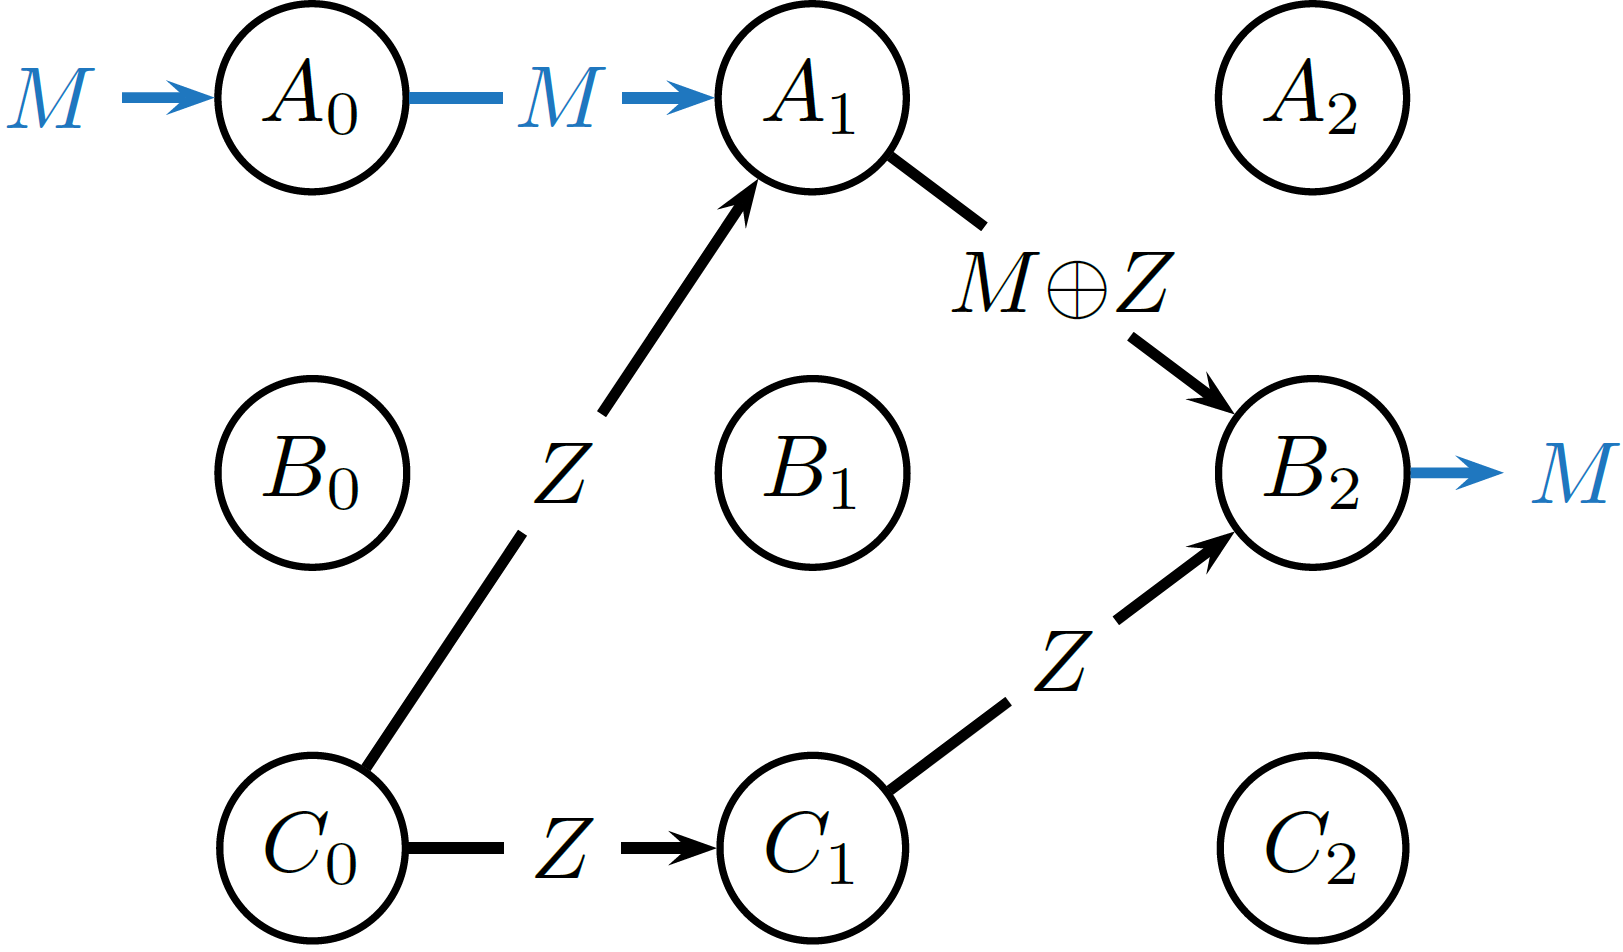 M A₀ M A₁ A₂
M⊕Z
B₀ Z B₁ B₂ M
Z
C₀ Z C₁ C₂